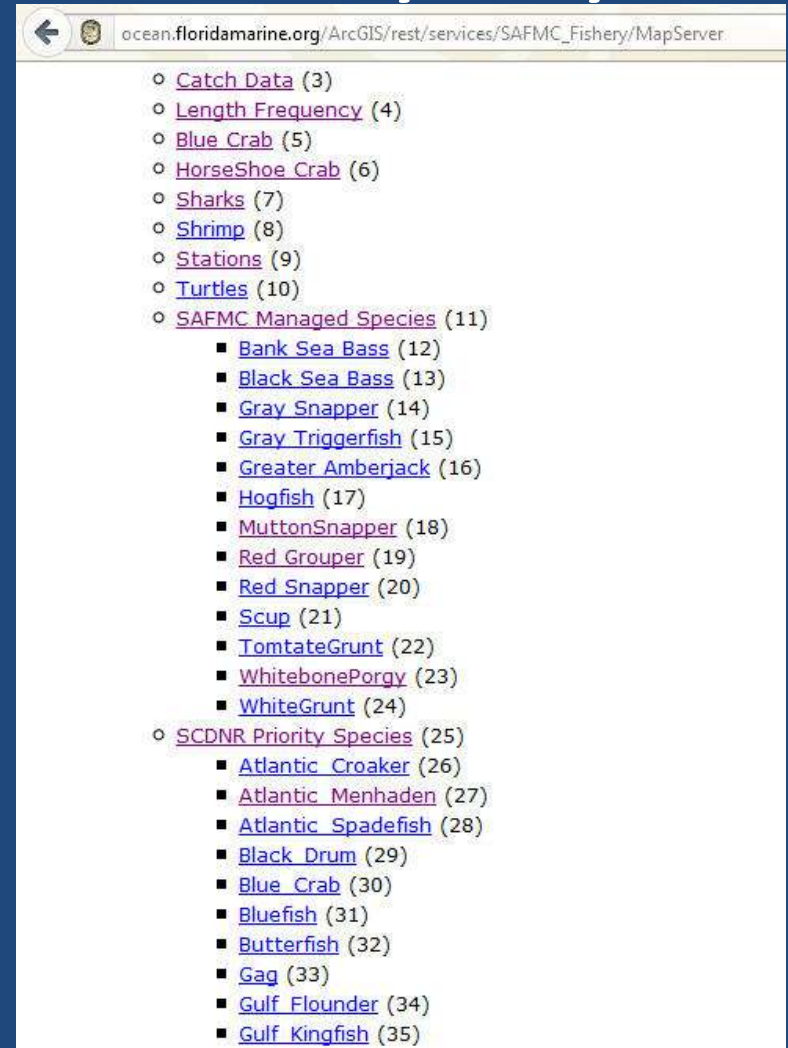 ocean.floridamarine.org/ArcGIS/rest/services/SAFMC_Fishery/MapServer
Catch Data (3)
Length Frequency (4)
Blue Crab (5)
HorseShoe Crab (6)
Sharks (7)
Shrimp (8)
Stations (9)
Turtles (10)
SAFMC Managed Species (11)
Bank Sea Bass (12)
Black Sea Bass (13)
Gray Snapper (14)
Gray Triggerfish (15)
Greater Amberjack (16)
Hogfish (17)
MuttonSnapper (18)
Red Grouper (19)
Red Snapper (20)
Scup (21)
TomtateGrunt (22)
WhitebonePorgy (23)
WhiteGrunt (24)
SCDNR Priority Species (25)
Atlantic_Croaker (26)
Atlantic_Menhaden (27)
Atlantic_Spadefish (28)
Black_Drum (29)
Blue_Crab (30)
Bluefish (31)
Butterfish (32)
Gag (33)
Gulf_Flounder (34)
Gulf_Kingfish (35)